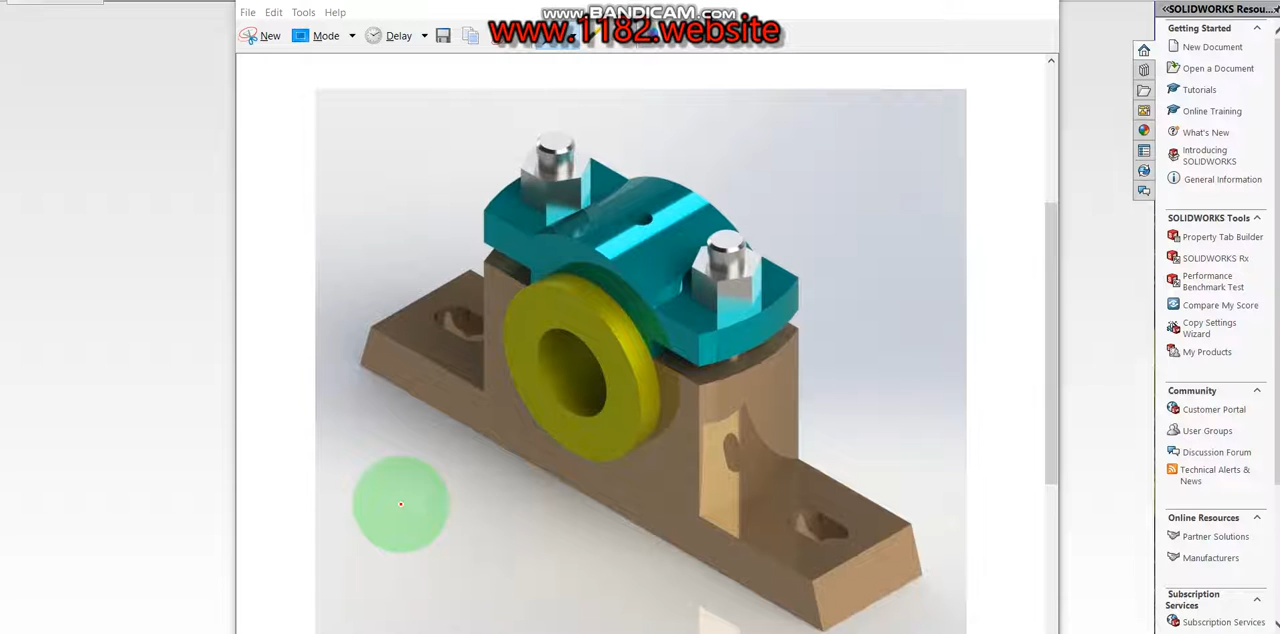 File Edit Tools Help
www.BANDICAM.com
www.1182.website
New Mode Delay
SOLIDWORKS Resou...
Getting Started
New Document
Open a Document
Tutorials
Online Training
What's New
Introducing
SOLIDWORKS
General Information
SOLIDWORKS Tools
Property Tab Builder
SOLIDWORKS Rx
Performance
Benchmark Test
Compare My Score
Copy Settings
Wizard
My Products
Community
Customer Portal
User Groups
Discussion Forum
Technical Alerts &
News
Online Resources
Partner Solutions
Manufacturers
Subscription
Services
Subscription Services